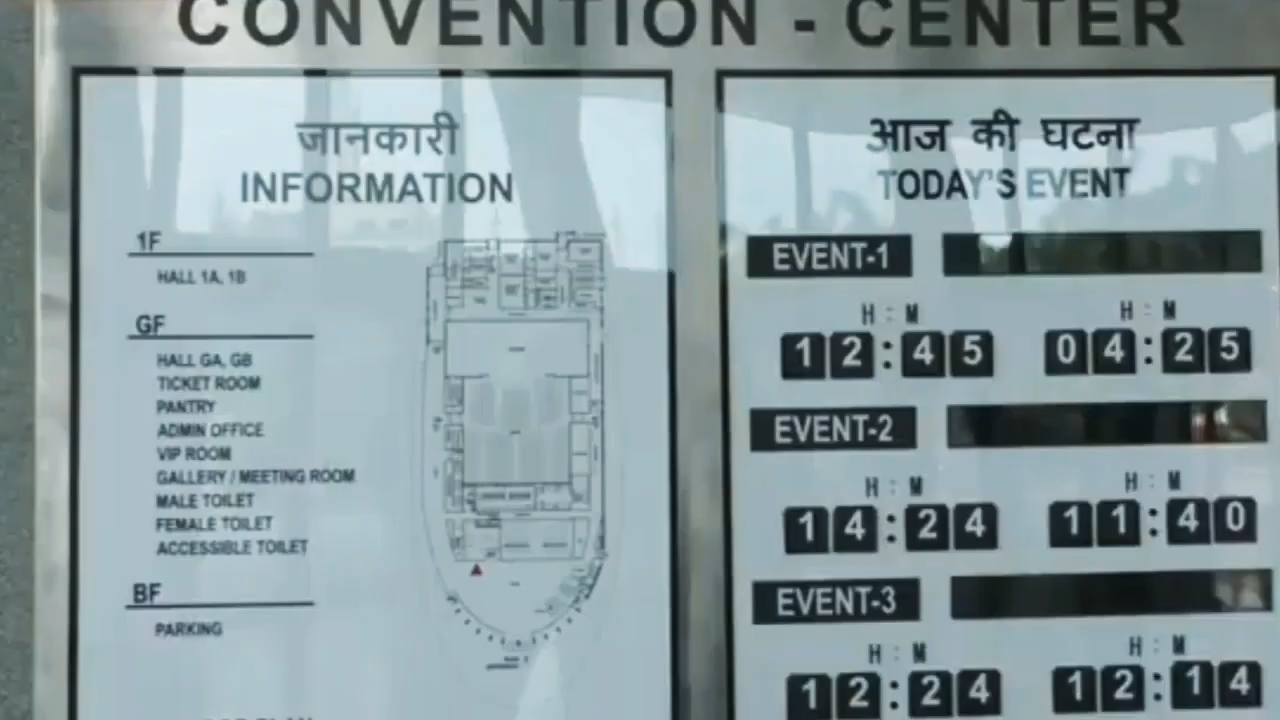 CONVENTION - CENTER
जानकारी
INFORMATION
1F
HALL 1A, 1B
GF
HALL GA, GB
TICKET ROOM
PANTRY
ADMIN OFFICE
VIP ROOM
GALLERY / MEETING ROOM
MALE TOILET
FEMALE TOILET
ACCESSIBLE TOILET
BF
PARKING
आज की घटना
TODAY'S EVENT
EVENT-1
H : M H : M
12:45 04:25
EVENT-2
H : M H : M
14:24 11:40
EVENT-3
H : M H : M
12:24 12:14